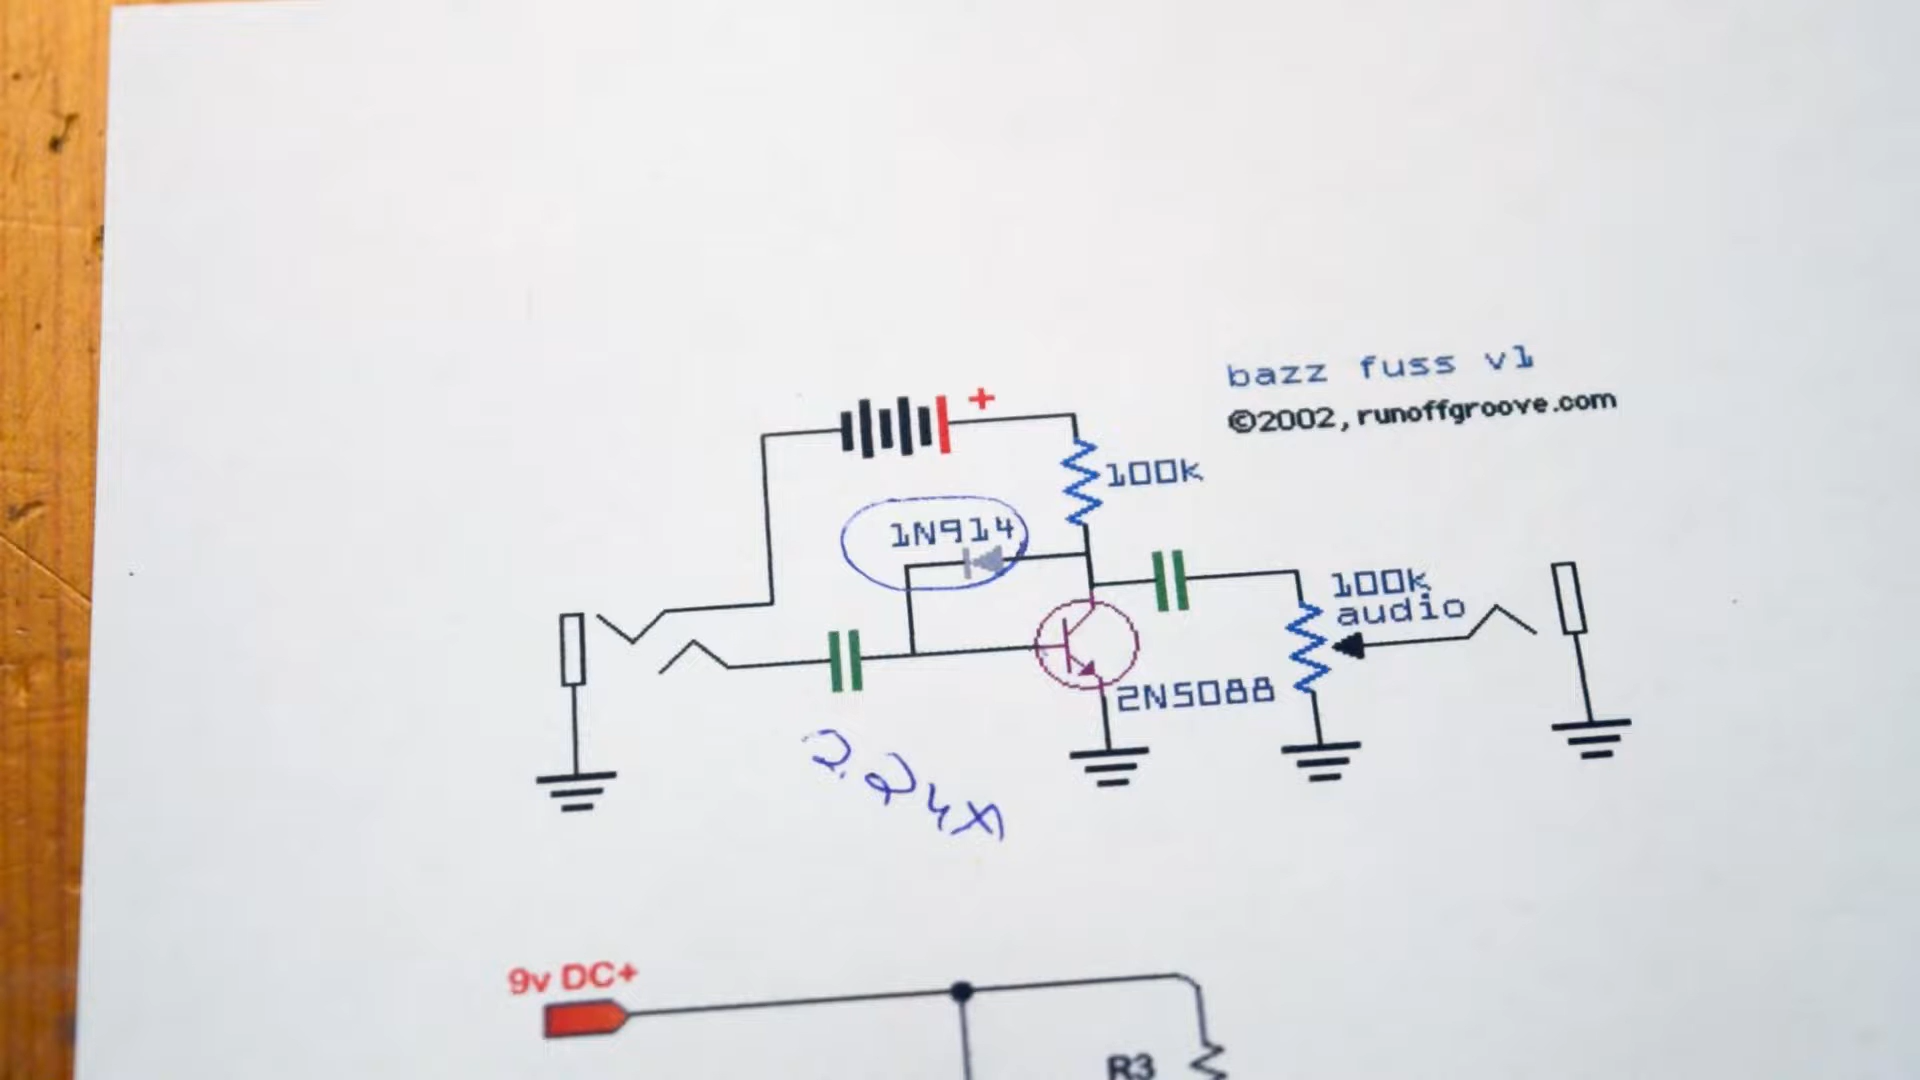 bazz fuss v1
©2002, runoffgroove.com
+
100k
1N914
100k
audio
2N5088
9v DC+
R3